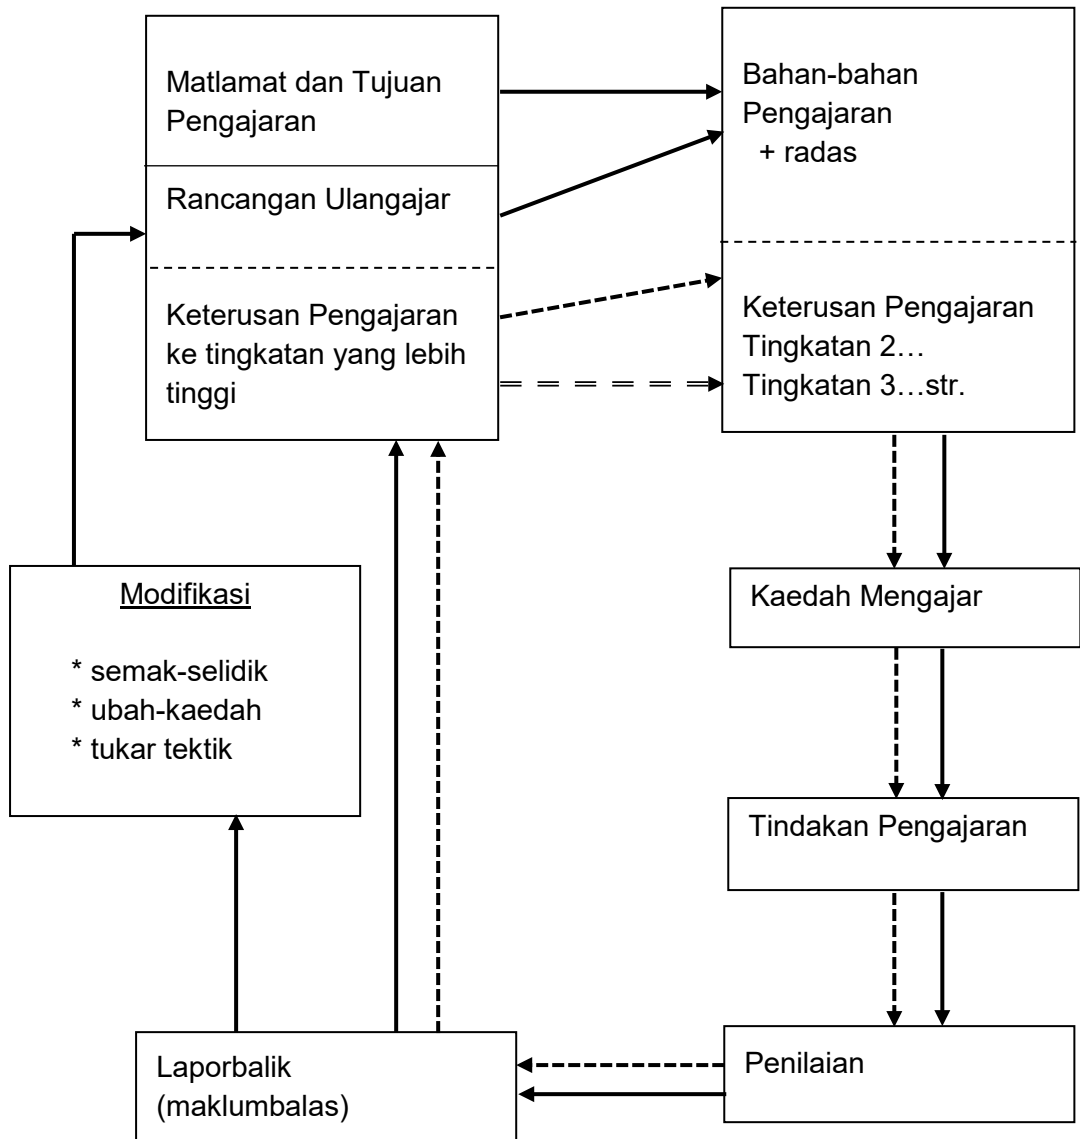 Matlamat dan Tujuan
Pengajaran
Rancangan Ulangajar
Keterusan Pengajaran
ke tingkatan yang lebih
tinggi
Bahan-bahan
Pengajaran
+ radas
Keterusan Pengajaran
Tingkatan 2…
Tingkatan 3…str.
Modifikasi
* semak-selidik
* ubah-kaedah
* tukar tektik
Kaedah Mengajar
Tindakan Pengajaran
Laporbalik
(maklumbalas)
Penilaian